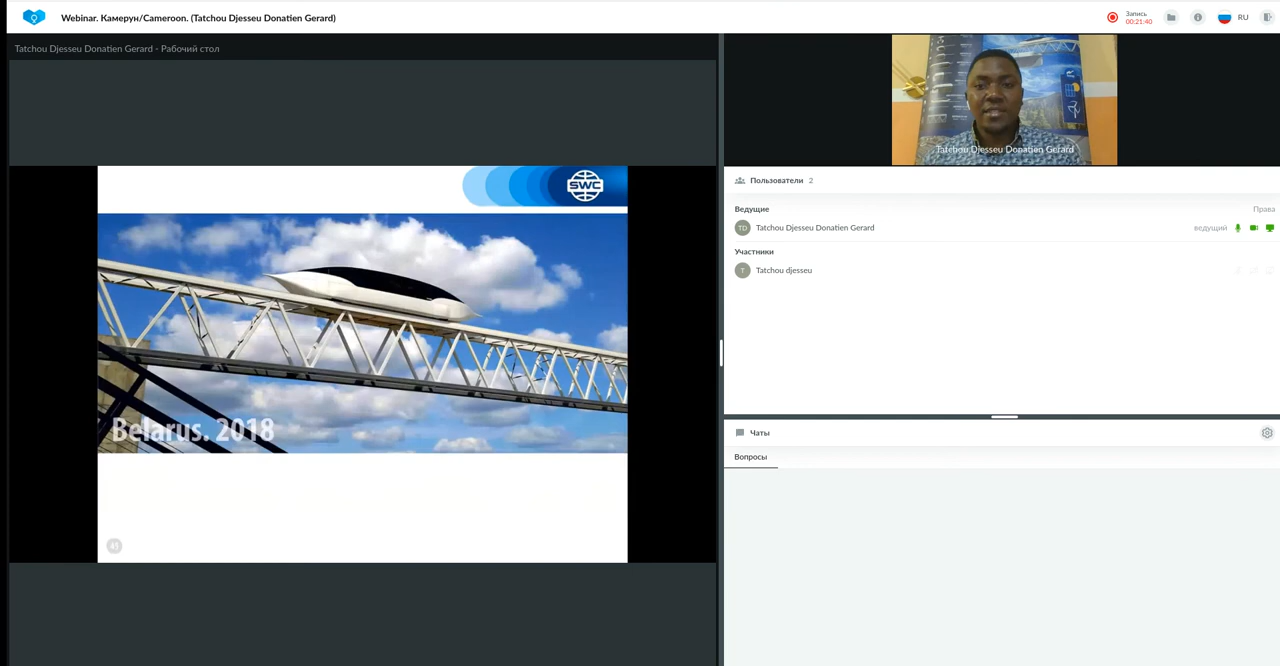 Webinar. Камерун/Cameroon. (Tatchou Djesseu Donatien Gerard)
Запись
00:21:40
RU
Tatchou Djesseu Donatien Gerard - Рабочий стол
SWC
Belarus. 2018
45
Tatchou Djesseu Donatien Gerard
Пользователи 2
Ведущие Права
TD Tatchou Djesseu Donatien Gerard ведущий
Участники
T Tatchou djesseu
Чаты
Вопросы